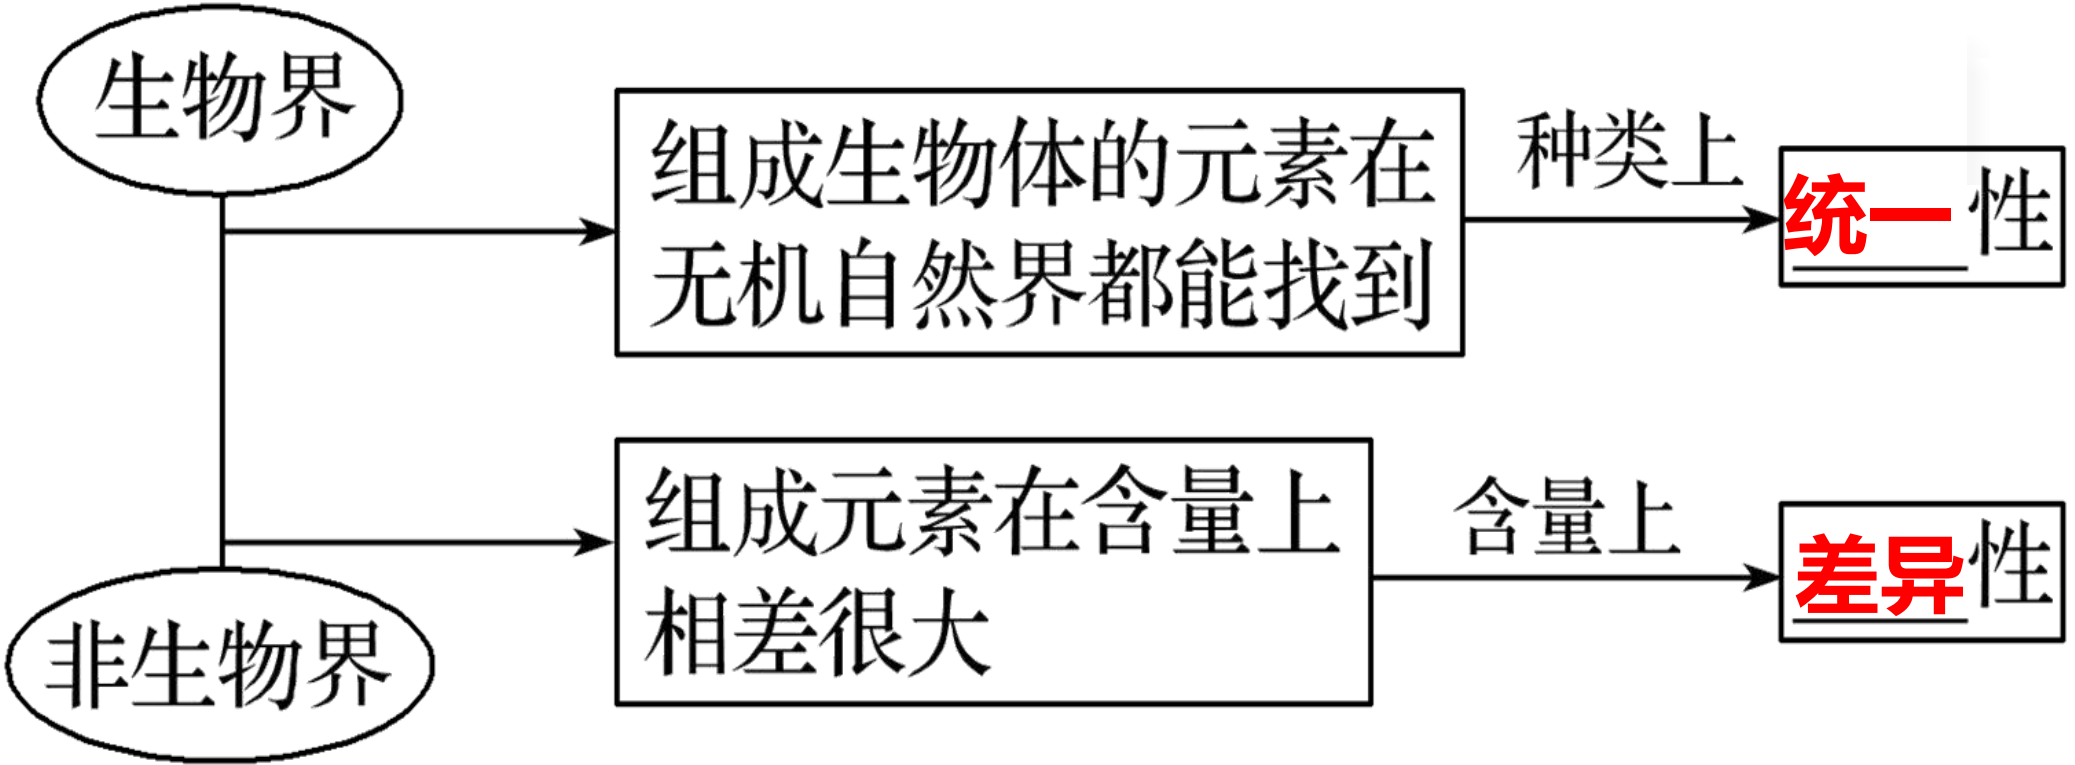 生物界
组成生物体的元素在
无机自然界都能找到
种类上
统一性
组成元素在含量上
相差很大
含量上
差异性
非生物界